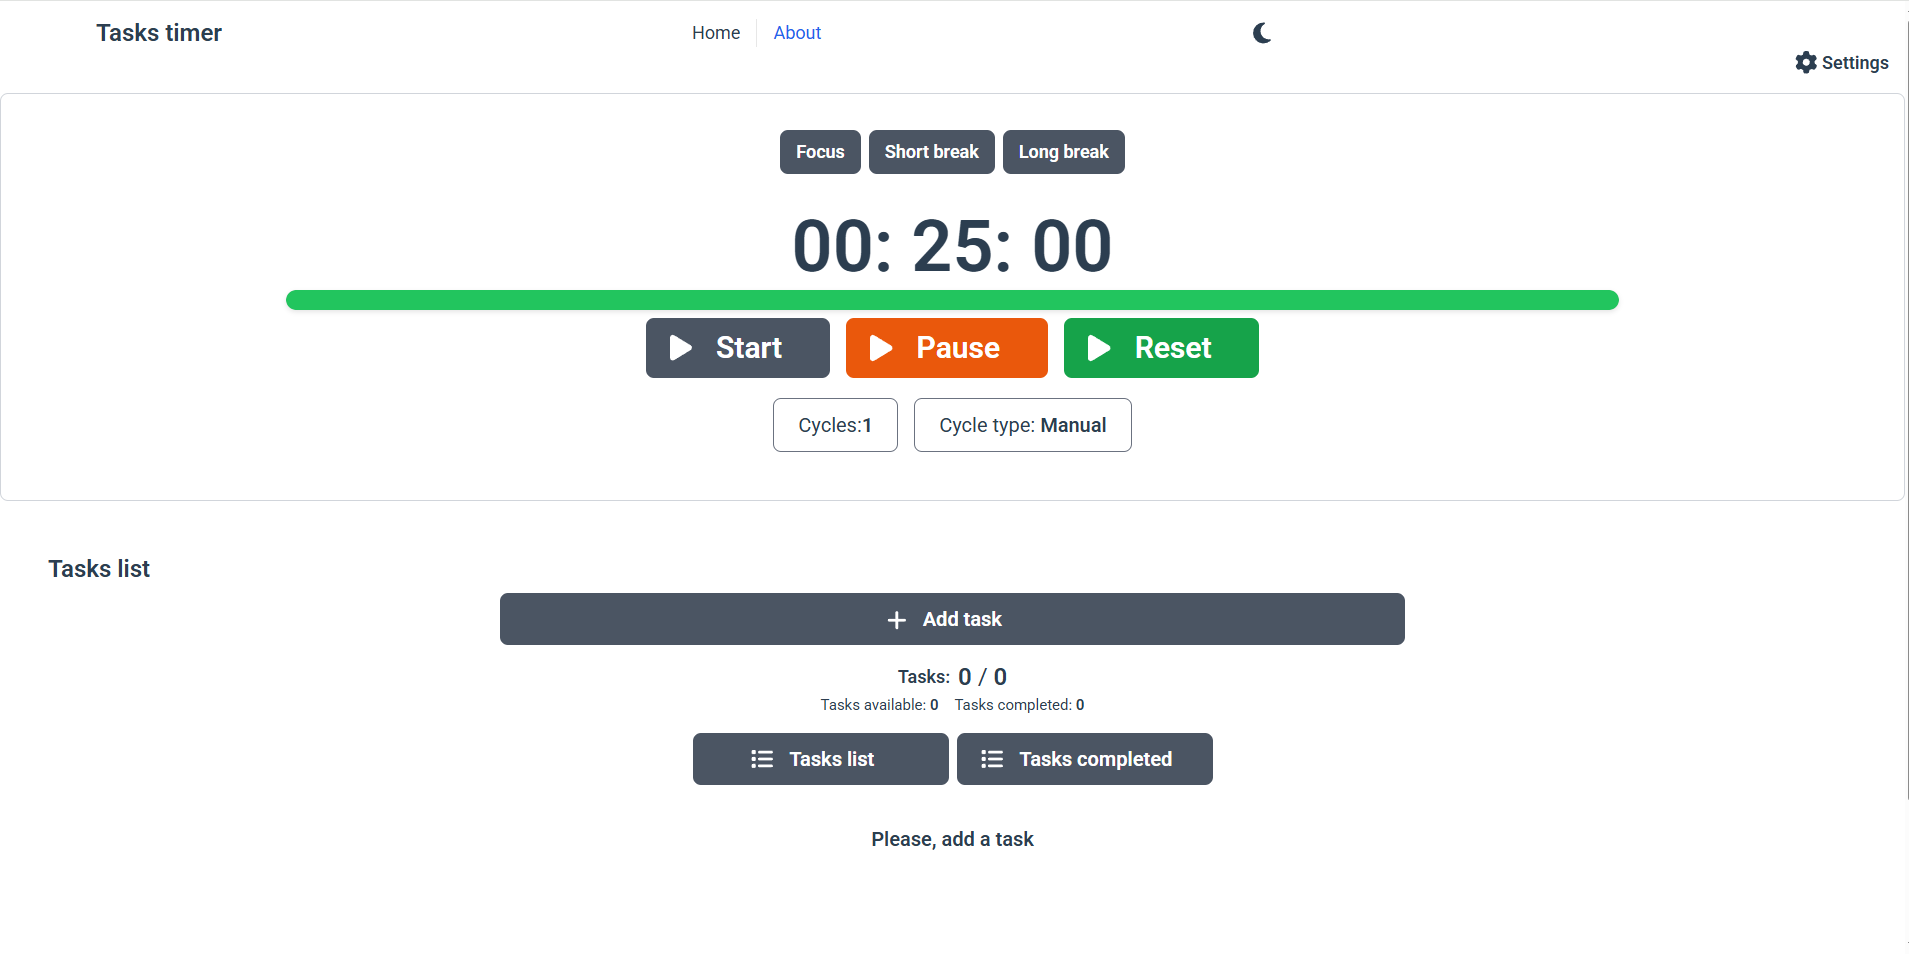 Tasks timer
Home
About
Settings
Focus
Short break
Long break
00: 25: 00
Start
Pause
Reset
Cycles:1
Cycle type: Manual
Tasks list
Add task
Tasks: 0 / 0
Tasks available: 0 Tasks completed: 0
Tasks list
Tasks completed
Please, add a task